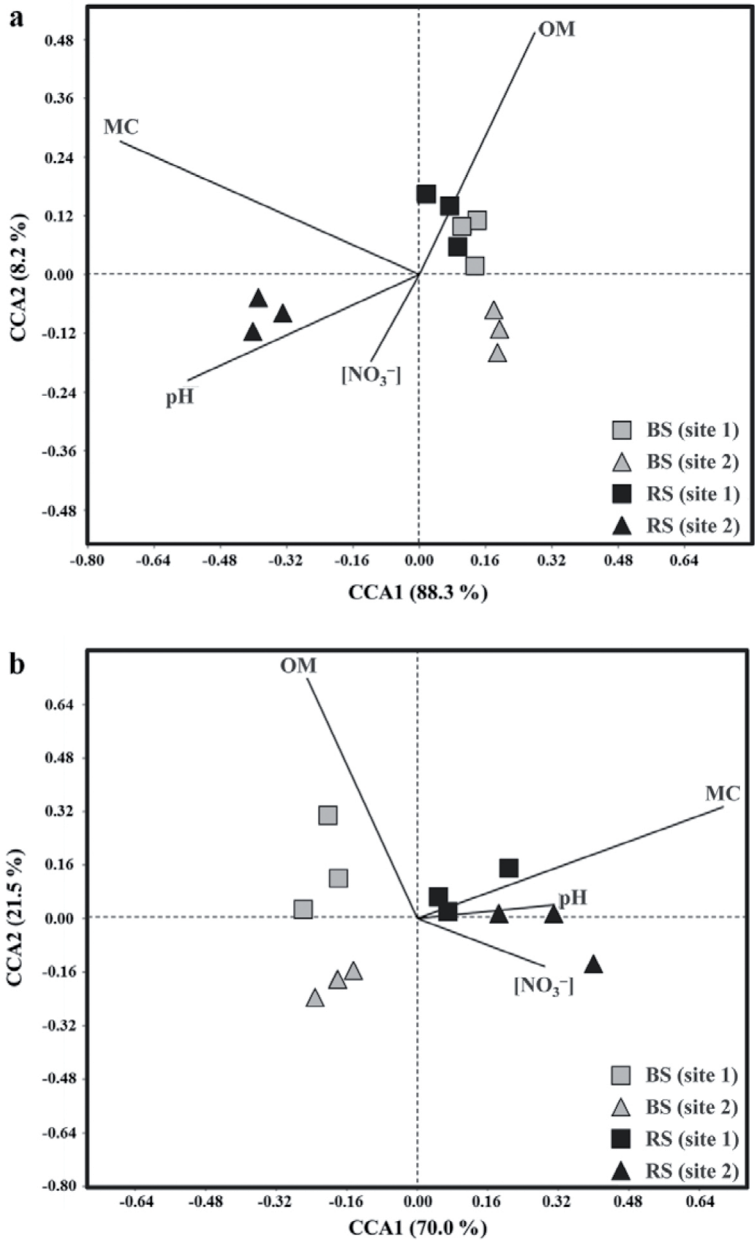 a
OM
MC
pH
[NO₃⁻]
0.48
0.36
0.24
0.12
0.00
-0.12
-0.24
-0.36
-0.48
CCA2 (8.2 %)
BS (site 1)
BS (site 2)
RS (site 1)
RS (site 2)
-0.80 -0.64 -0.48 -0.32 -0.16 0.00 0.16 0.32 0.48 0.64
CCA1 (88.3 %)
b
OM
MC
pH
[NO₃⁻]
0.64
0.48
0.32
0.16
0.00
-0.16
-0.32
-0.48
-0.64
-0.80
CCA2 (21.5 %)
BS (site 1)
BS (site 2)
RS (site 1)
RS (site 2)
-0.64 -0.48 -0.32 -0.16 0.00 0.16 0.32 0.48 0.64
CCA1 (70.0 %)